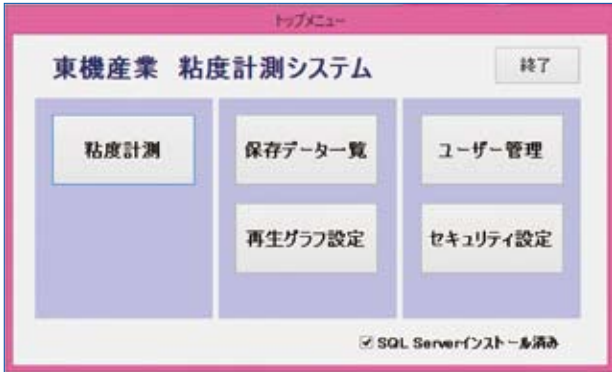 トップメニュー
東機産業 粘度計測システム
終了
粘度計測
保存データ一覧
ユーザー管理
再生グラフ設定
セキュリティ設定
SQL Serverインストール済み